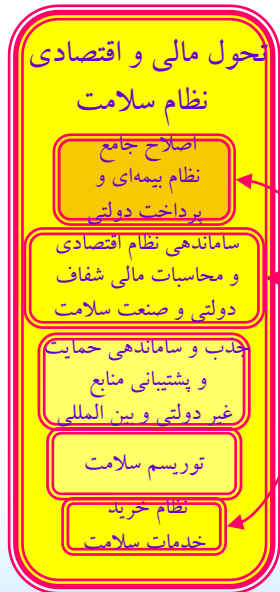 تحول مالی و اقتصادی
نظام سلامت
اصلاح جامع
نظام بیمه‌ای و
پرداخت دولتی
ساماندهی نظام اقتصادی
و محاسبات مالی شفاف
دولتی و صنعت سلامت
جذب و ساماندهی حمایت
و پشتیبانی منابع
غیر دولتی و بین المللی
توریسم سلامت
نظام خرید
خدمات سلامت